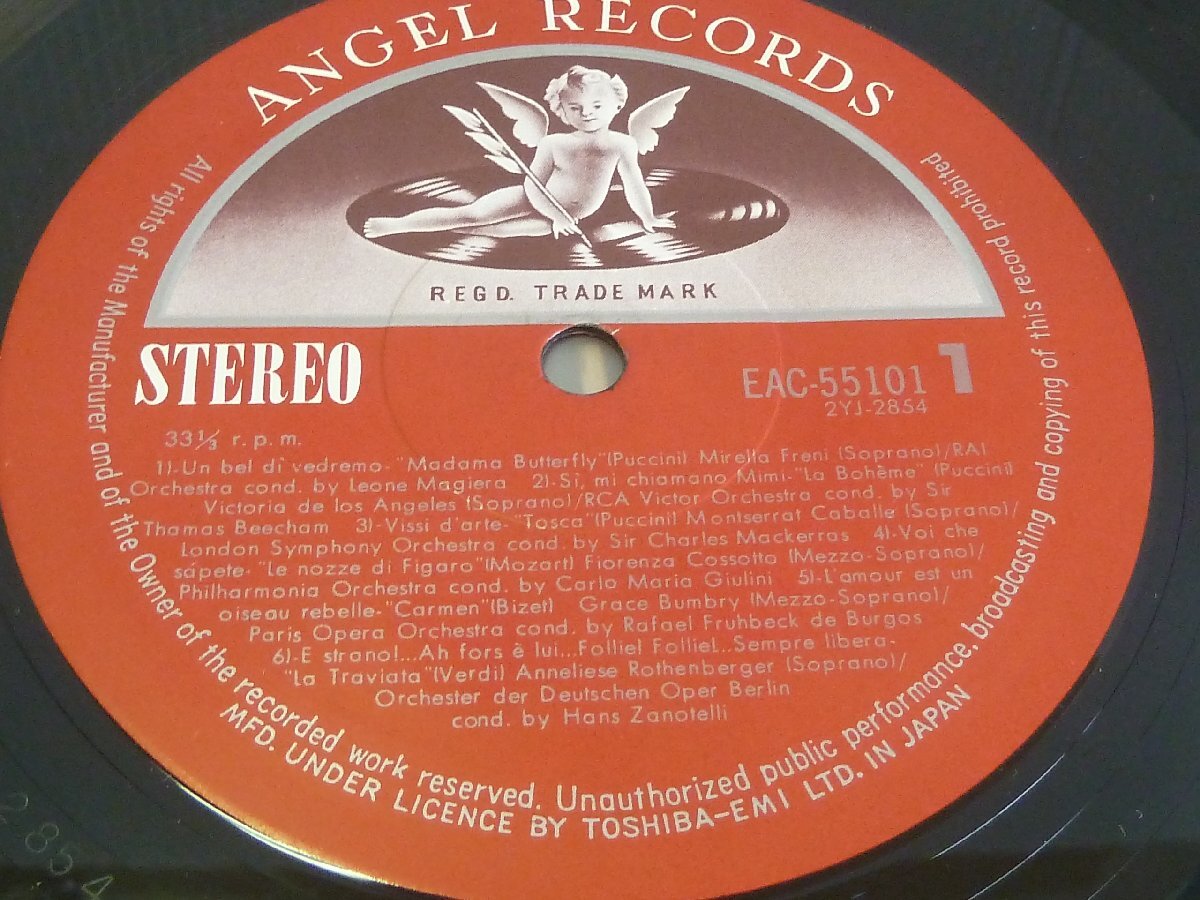 ANGEL RECORDS
REGD. TRADE MARK
STEREO
EAC-55101 1
2YJ-2854
33⅓ r.p.m.
1)-Un bel dì vedremo-"Madama Butterfly"(Puccini) Mirella Freni (Soprano)/RAI
Orchestra cond. by Leone Magiera 2)-Sì, mi chiamano Mimì-"La Bohème" (Puccini)
Victoria de los Angeles (Soprano)/RCA Victor Orchestra cond. by Sir
Thomas Beecham 3)-Vissi d'arte-"Tosca"(Puccini) Montserrat Caballe (Soprano)/
London Symphony Orchestra cond. by Sir Charles Mackerras 4)-Voi che
sápete-"Le nozze di Figaro"(Mozart) Fiorenza Cossotto (Mezzo-Soprano)/
Philharmonia Orchestra cond. by Carlo Maria Giulini 5)-L'amour est un
oiseau rebelle-"Carmen"(Bizet) Grace Bumbry (Mezzo-Soprano)/
Paris Opera Orchestra cond. by Rafael Fruhbeck de Burgos
6)-E strano!...Ah fors è lui...Follie! Follie!...Sempre libera-
"La Traviata"(Verdi) Anneliese Rothenberger (Soprano)/
Orchester der Deutschen Oper Berlin
cond. by Hans Zanotelli
All rights of the Manufacturer and of the Owner of the recorded work reserved. Unauthorized public performance, broadcasting and copying of this record prohibited
MFD. UNDER LICENCE BY TOSHIBA-EMI LTD. IN JAPAN
2854